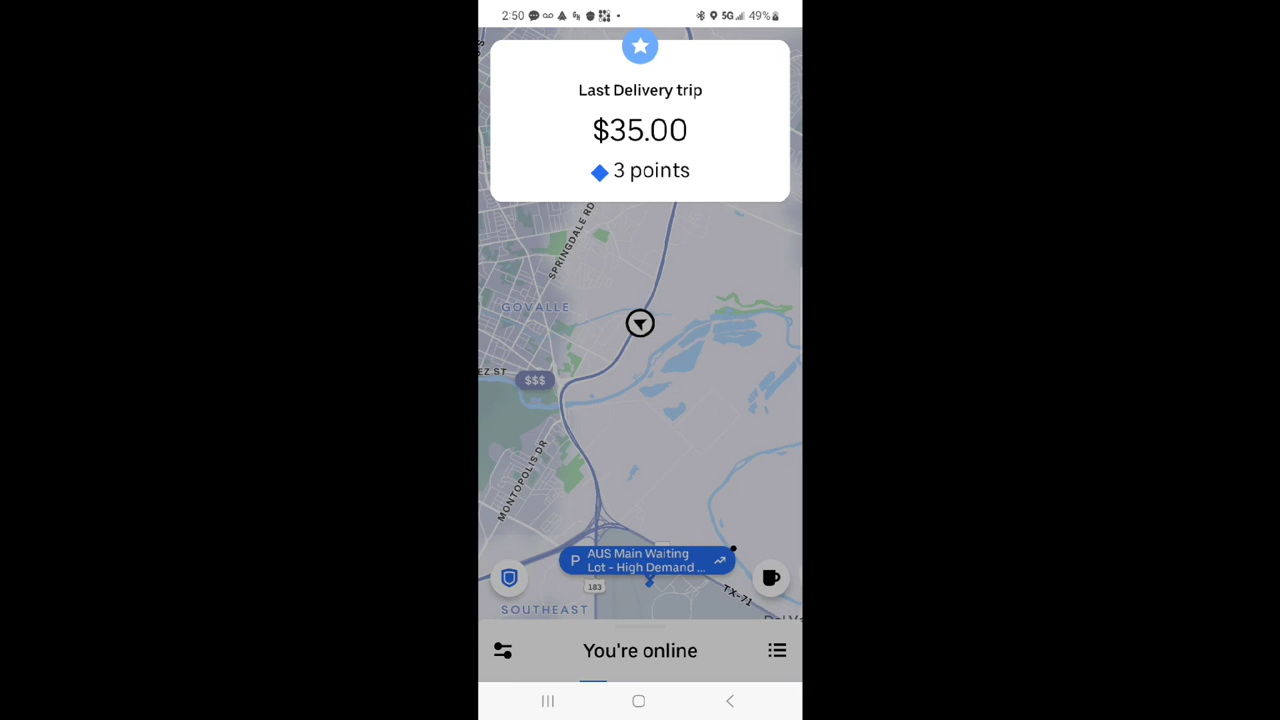 2:50
5G 49%
Last Delivery trip
$35.00
3 points
SPRINGDALE RD
GOVALLE
EZ ST
$$$
MONTOPOLIS DR
P AUS Main Waiting
Lot - High Demand ...
183
TX-71
SOUTHEAST
You're online